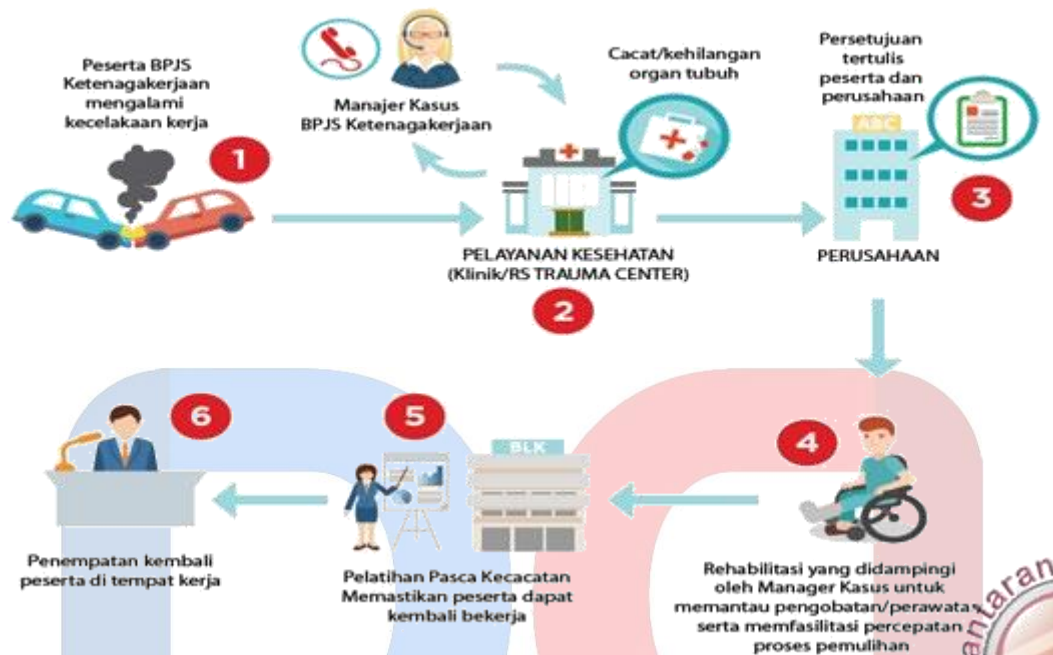 Peserta BPJS
Ketenagakerjaan
mengalami
kecelakaan kerja
1
Manajer Kasus
BPJS Ketenagakerjaan
Cacat/kehilangan
organ tubuh
PELAYANAN KESEHATAN
(Klinik/RS TRAUMA CENTER)
2
Persetujuan
tertulis
peserta dan
perusahaan
ABC
3
PERUSAHAAN
4
Rehabilitasi yang didampingi
oleh Manager Kasus untuk
memantau pengobatan/perawata
serta memfasilitasi percepatan
proses pemulihan
5
BLK
Pelatihan Pasca Kecacatan
Memastikan peserta dapat
kembali bekerja
6
Penempatan kembali
peserta di tempat kerja
antaran